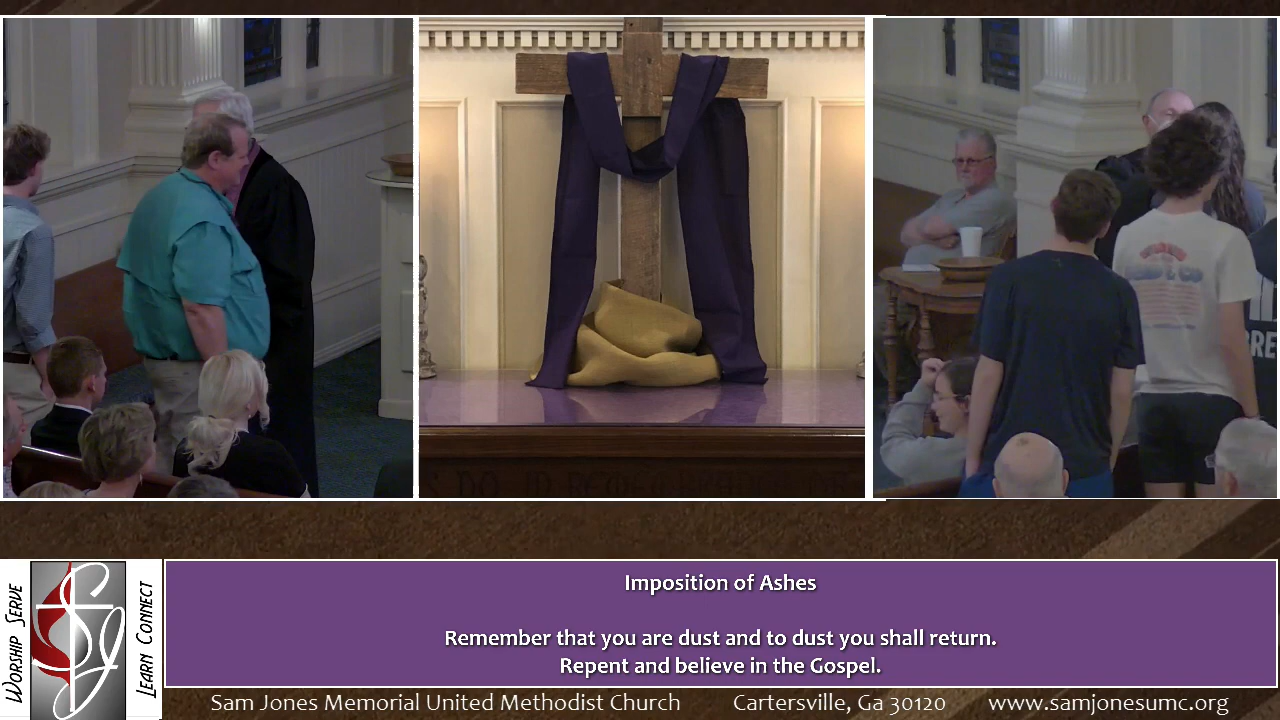 Imposition of Ashes
Remember that you are dust and to dust you shall return.
Repent and believe in the Gospel.
WORSHIP SERVE
SJ
LEARN CONNECT
Sam Jones Memorial United Methodist Church Cartersville, Ga 30120 www.samjonesumc.org